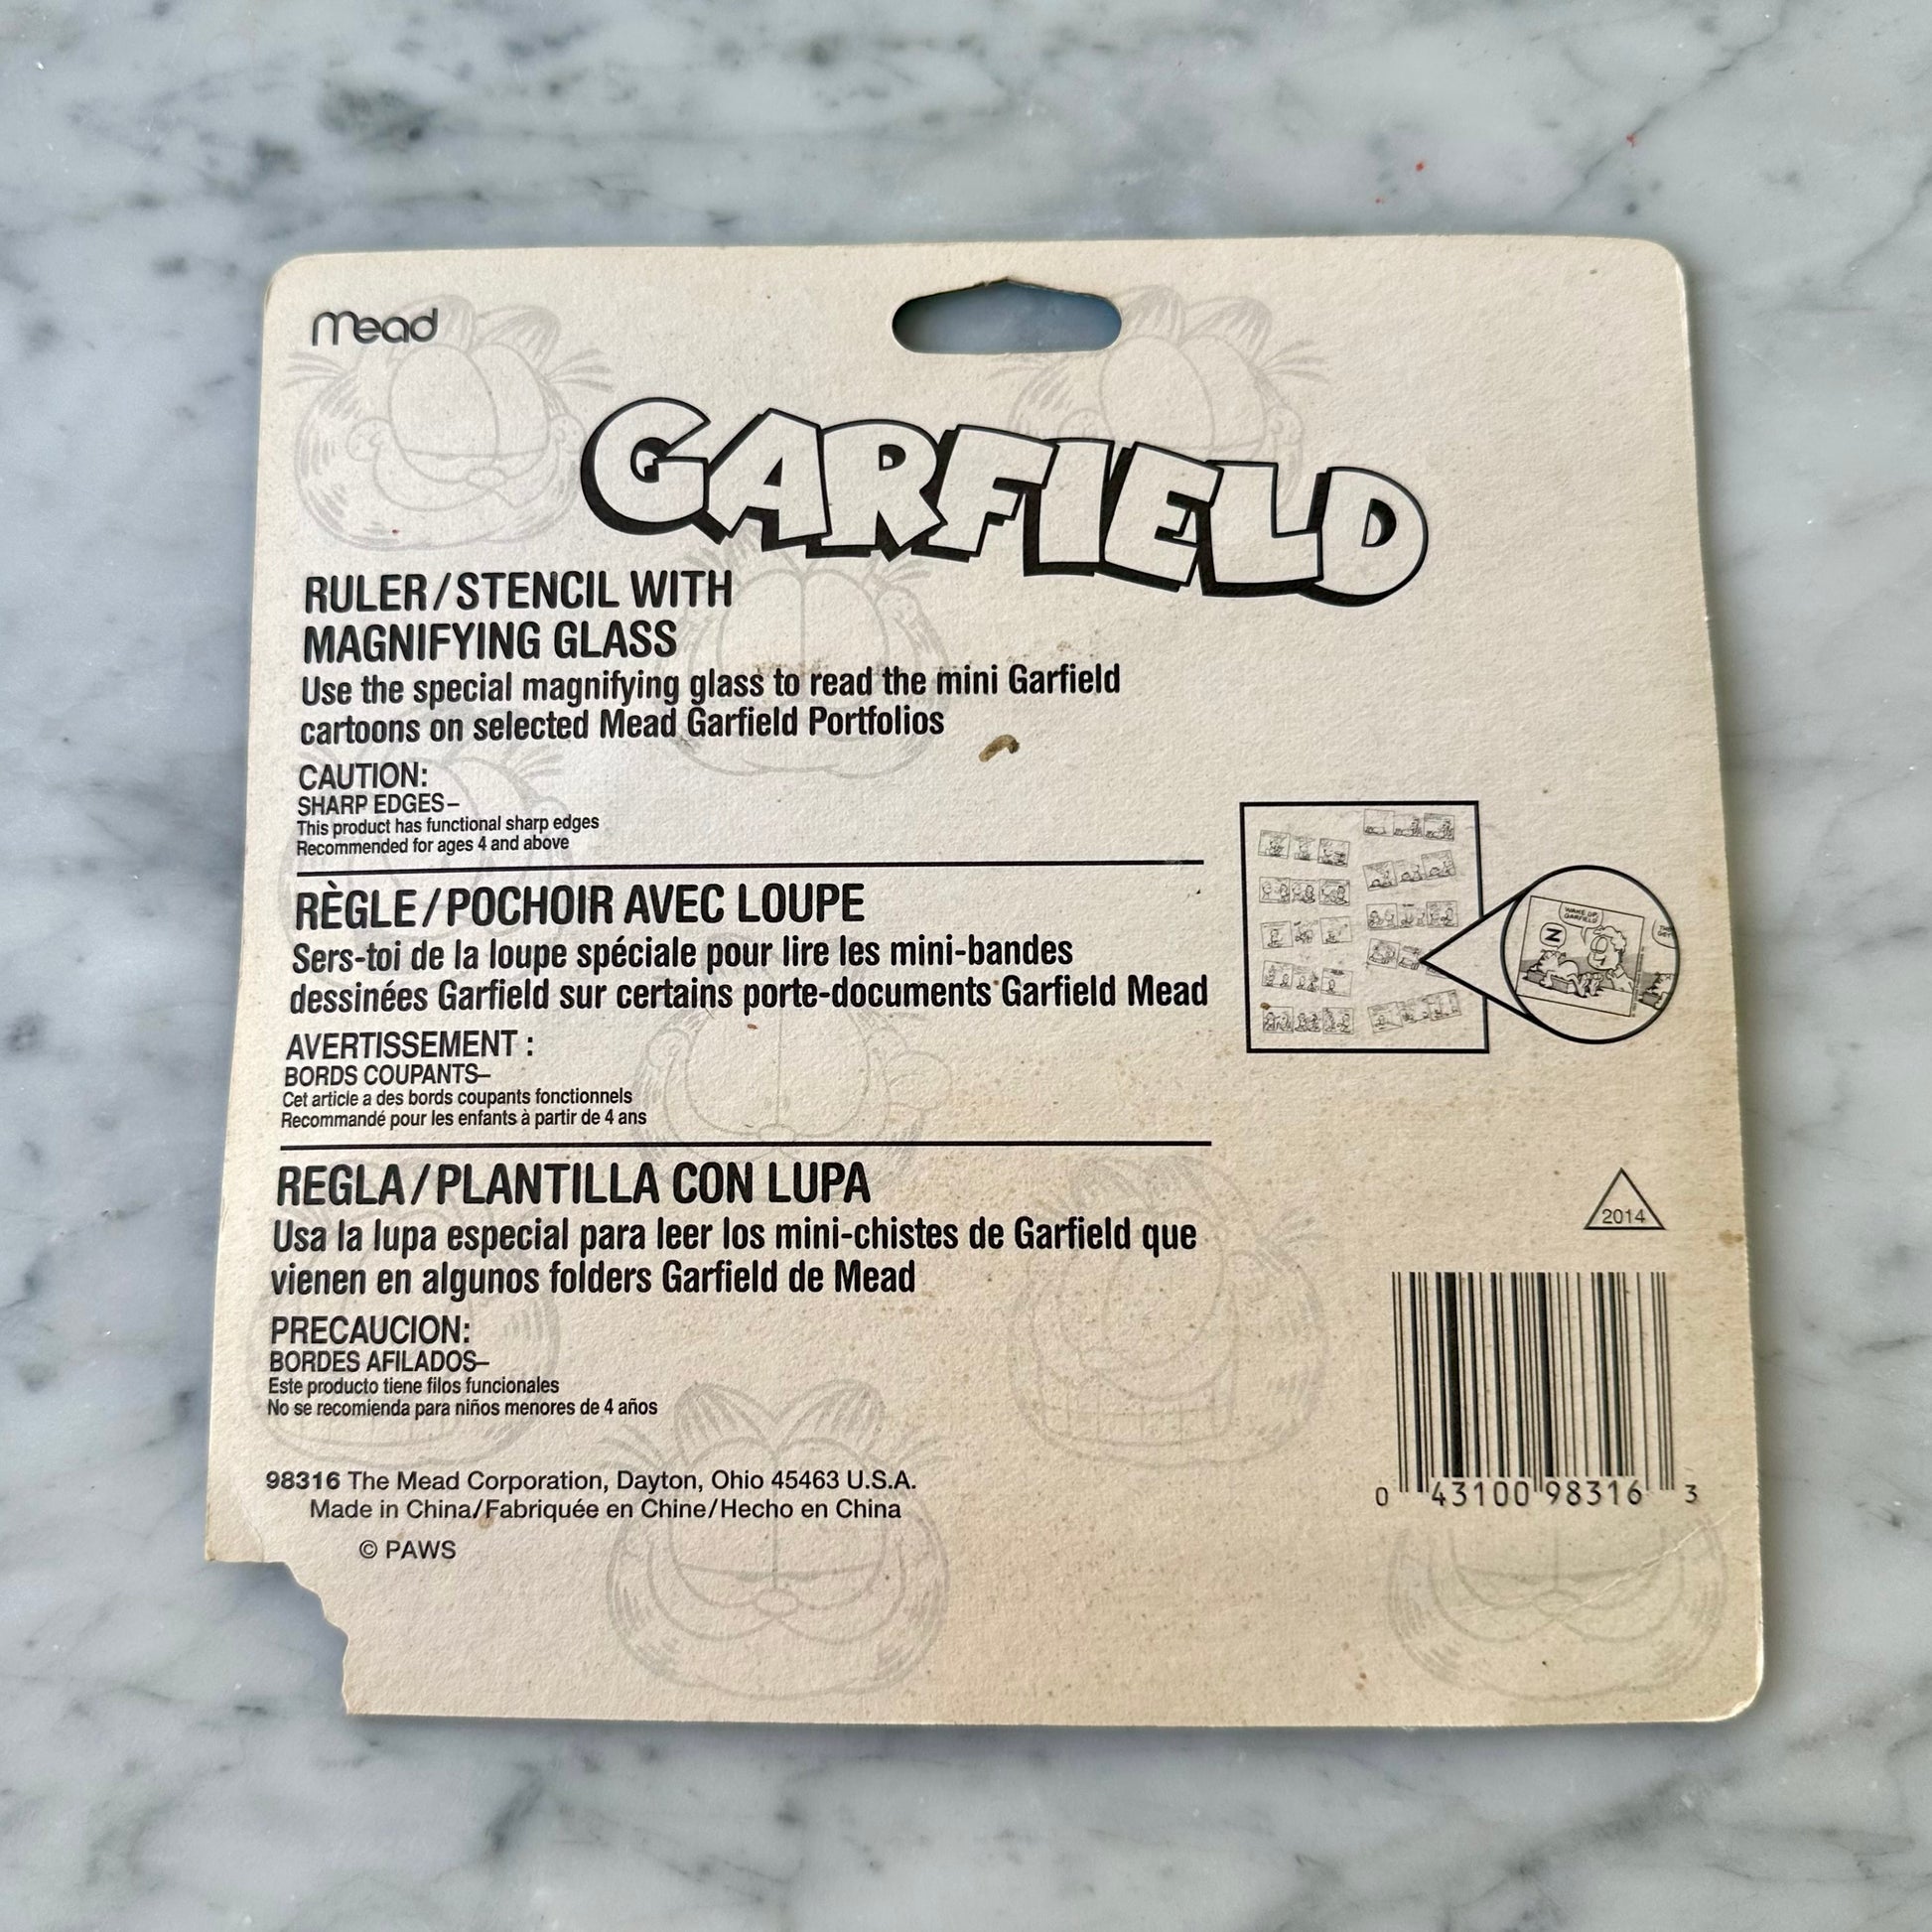 Mead
GARFIELD
RULER/STENCIL WITH
MAGNIFYING GLASS
Use the special magnifying glass to read the mini Garfield
cartoons on selected Mead Garfield Portfolios
CAUTION:
SHARP EDGES–
This product has functional sharp edges
Recommended for ages 4 and above
RÈGLE/POCHOIR AVEC LOUPE
Sers-toi de la loupe spéciale pour lire les mini-bandes
dessinées Garfield sur certains porte-documents Garfield Mead
AVERTISSEMENT :
BORDS COUPANTS–
Cet article a des bords coupants fonctionnels
Recommandé pour les enfants à partir de 4 ans
WAKE UP,
GARFIELD
Z
REGLA/PLANTILLA CON LUPA
Usa la lupa especial para leer los mini-chistes de Garfield que
vienen en algunos folders Garfield de Mead
PRECAUCION:
BORDES AFILADOS–
Este producto tiene filos funcionales
No se recomienda para niños menores de 4 años
2014
98316 The Mead Corporation, Dayton, Ohio 45463 U.S.A.
Made in China/Fabriquée en Chine/Hecho en China
© PAWS
0 43100 98316 3